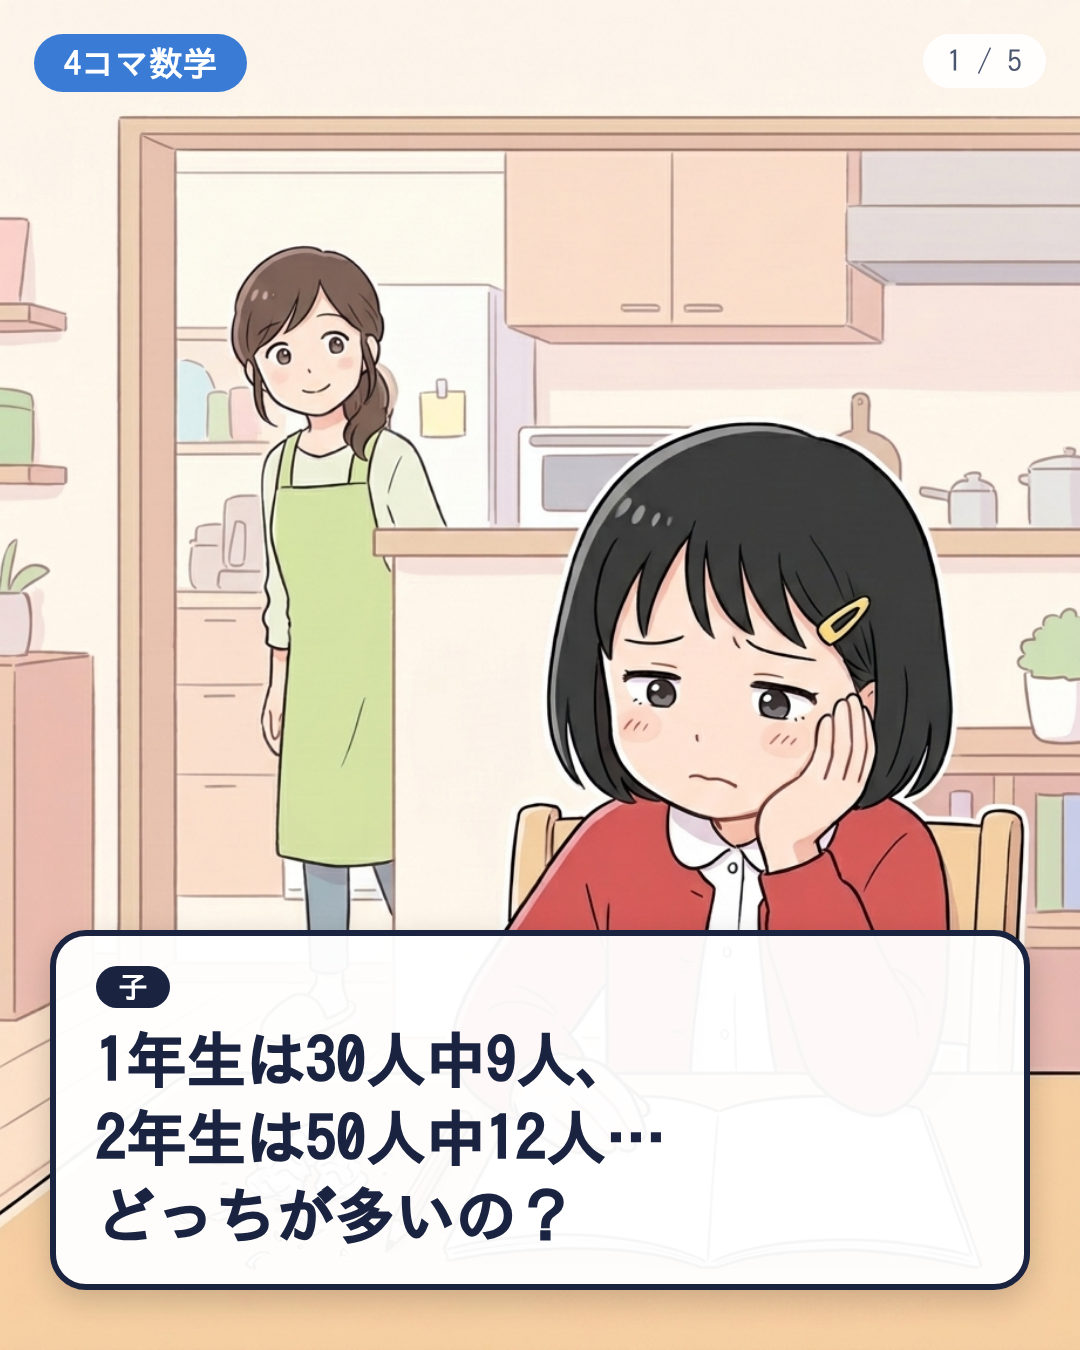 4コマ数学
1 / 5
子
1年生は30人中9人、
2年生は50人中12人…
どっちが多いの？